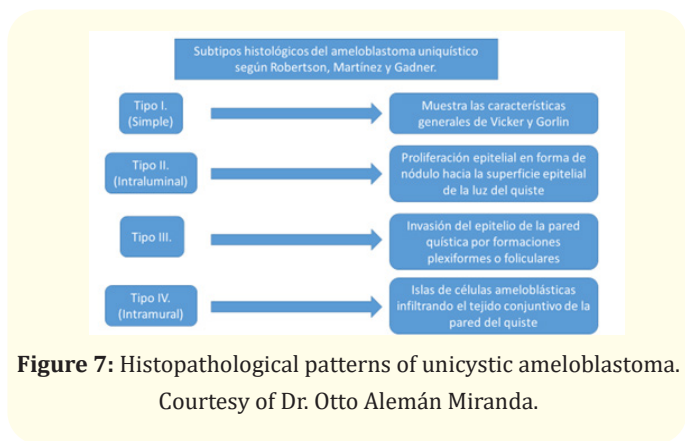 Subtipos histológicos del ameloblastoma uniquístico
según Robertson, Martínez y Gadner.
Tipo I.
(Simple)
Muestra las características
generales de Vicker y Gorlin
Tipo II.
(Intraluminal)
Proliferación epitelial en forma de
nódulo hacia la superficie epitelial
de la luz del quiste
Tipo III.
Invasión del epitelio de la pared
quística por formaciones
plexiformes o foliculares
Tipo IV.
(Intramural)
Islas de células ameloblásticas
infiltrando el tejido conjuntivo de la
pared del quiste
Figure 7: Histopathological patterns of unicystic ameloblastoma.
Courtesy of Dr. Otto Alemán Miranda.